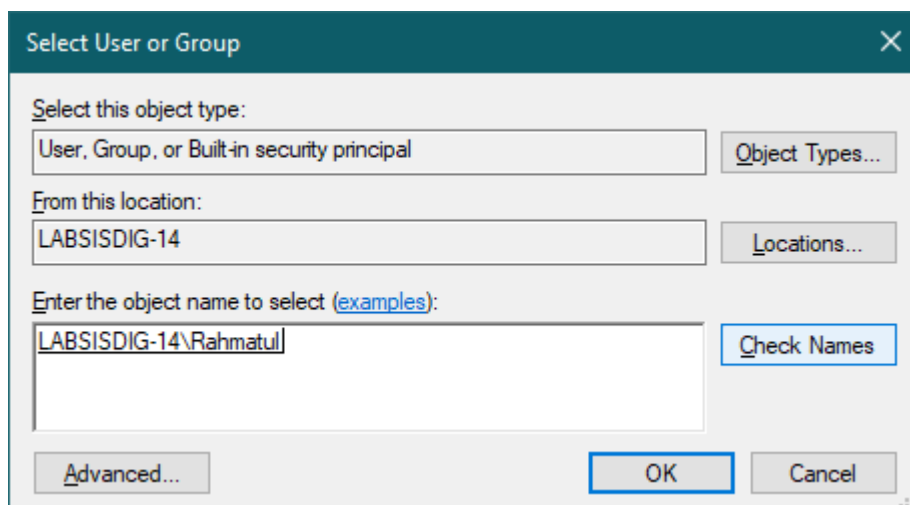 Select User or Group
Select this object type:
User, Group, or Built-in security principal
Object Types...
From this location:
LABSISDIG-14
Locations...
Enter the object name to select (examples):
LABSISDIG-14\Rahmatul
Check Names
Advanced...
OK
Cancel